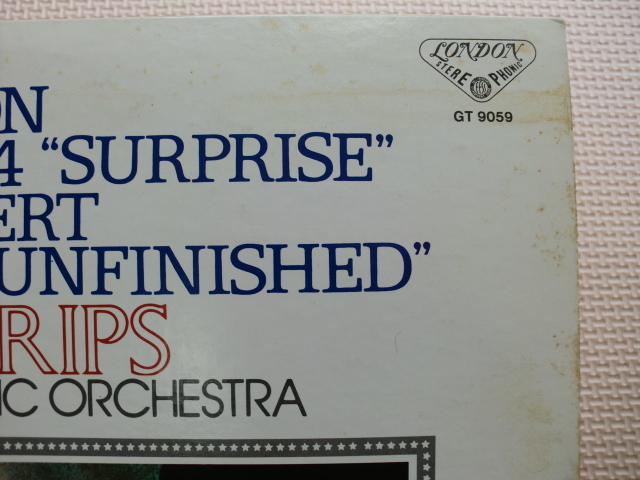 LONDON
STEREO PHONIC
GT 9059
ON
4 “SURPRISE”
ERT
UNFINISHED”
RIPS
IC ORCHESTRA